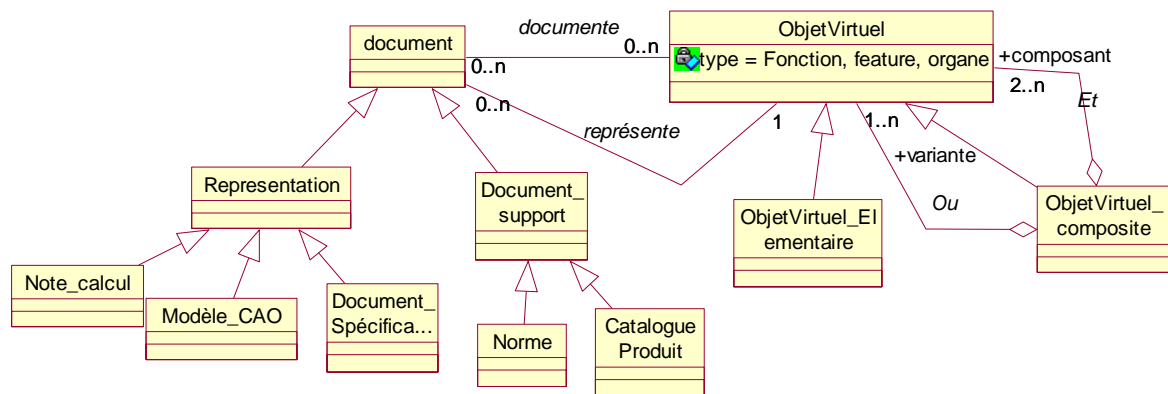 documente
ObjetVirtuel
document
0..n
type = Fonction, feature, organe
+composant
0..n
2..n
0..n
Et
représente
1
1..n
+variante
Representation
Document_
support
Ou
ObjetVirtuel_El
ementaire
ObjetVirtuel_
composite
Note_calcul
Modèle_CAO
Document_
Spécifica...
Norme
Catalogue
Produit